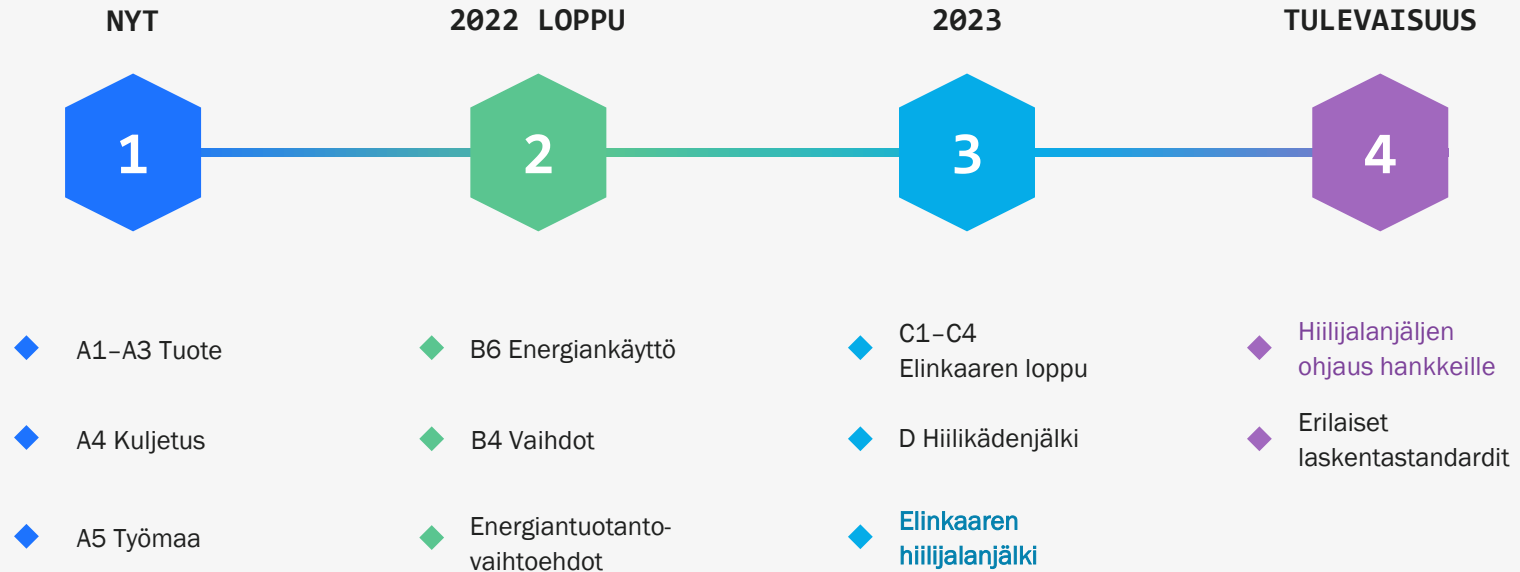 NYT
2022 LOPPU
2023
TULEVAISUUS
1
2
3
4
A1–A3 Tuote
A4 Kuljetus
A5 Työmaa
B6 Energiankäyttö
B4 Vaihdot
Energiantuotanto-
vaihtoehdot
C1–C4
Elinkaaren loppu
D Hiilikädenjälki
Elinkaaren
hiilijalanjälki
Hiilijalanjäljen
ohjaus hankkeille
Erilaiset
laskentastandardit